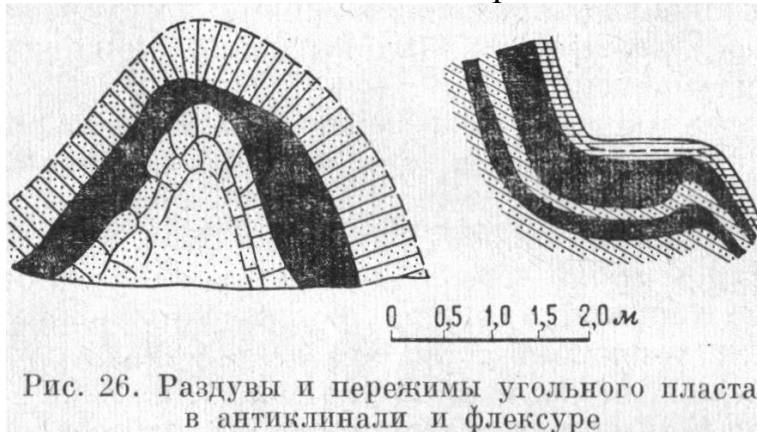 0 0,5 1,0 1,5 2,0 м
Рис. 26. Раздувы и пережимы угольного пласта
в антиклинали и флексуре